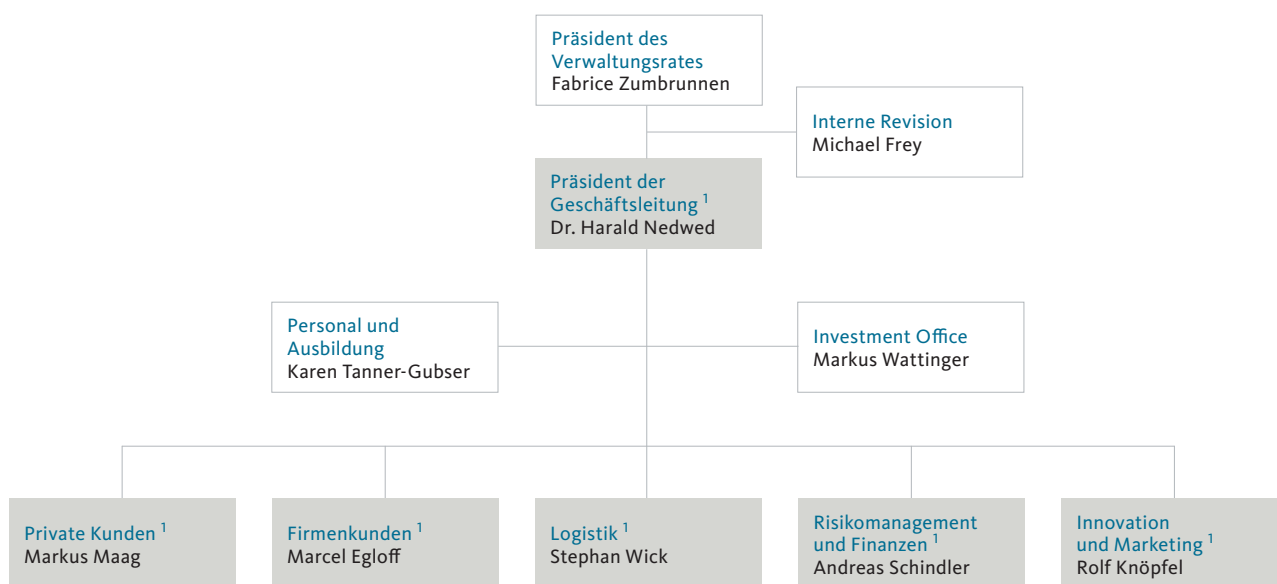 Präsident des
Verwaltungsrates
Fabrice Zumbrunnen
Interne Revision
Michael Frey
Präsident der
Geschäftsleitung ¹
Dr. Harald Nedwed
Personal und
Ausbildung
Karen Tanner-Gubser
Investment Office
Markus Wattinger
Private Kunden ¹
Markus Maag
Firmenkunden ¹
Marcel Egloff
Logistik ¹
Stephan Wick
Risikomanagement
und Finanzen ¹
Andreas Schindler
Innovation
und Marketing ¹
Rolf Knöpfel